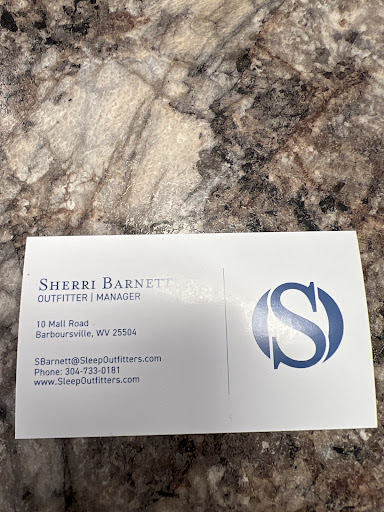 SHERRI BARNETT
OUTFITTER | MANAGER
10 Mall Road
Barboursville, WV 25504
SBarnett@SleepOutfitters.com
Phone: 304-733-0181
www.SleepOutfitters.com
S